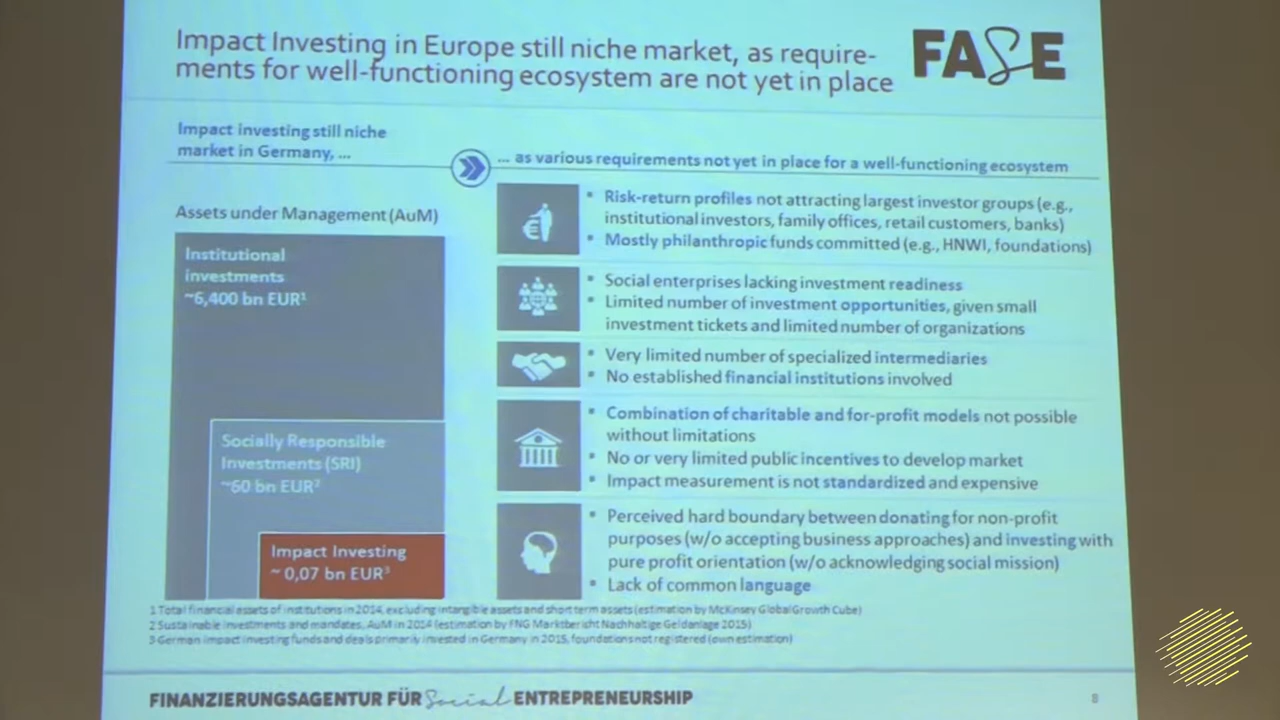 Impact Investing in Europe still niche market, as require-
ments for well-functioning ecosystem are not yet in place
FASE
Impact investing still niche
market in Germany, ...
... as various requirements not yet in place for a well-functioning ecosystem
Assets under Management (AuM)
Institutional
investments
~6,400 bn EUR¹
Socially Responsible
Investments (SRI)
~60 bn EUR²
Impact Investing
~ 0,07 bn EUR³
▪ Risk-return profiles not attracting largest investor groups (e.g.,
institutional investors, family offices, retail customers, banks)
▪ Mostly philanthropic funds committed (e.g., HNWI, foundations)
▪ Social enterprises lacking investment readiness
▪ Limited number of investment opportunities, given small
investment tickets and limited number of organizations
▪ Very limited number of specialized intermediaries
▪ No established financial institutions involved
▪ Combination of charitable and for-profit models not possible
without limitations
▪ No or very limited public incentives to develop market
▪ Impact measurement is not standardized and expensive
▪ Perceived hard boundary between donating for non-profit
purposes (w/o accepting business approaches) and investing with
pure profit orientation (w/o acknowledging social mission)
▪ Lack of common language
1 Total financial assets of institutions in 2014, excluding intangible assets and short term assets (estimation by McKinsey Global Growth Cube)
2 Sustainable investments and mandates, AuM in 2014 (estimation by FNG Marktbericht Nachhaltige Geldanlage 2015)
3 German impact investing funds and deals primarily invested in Germany in 2015, foundations not registered (own estimation)
FINANZIERUNGSAGENTUR FÜR Social ENTREPRENEURSHIP
8